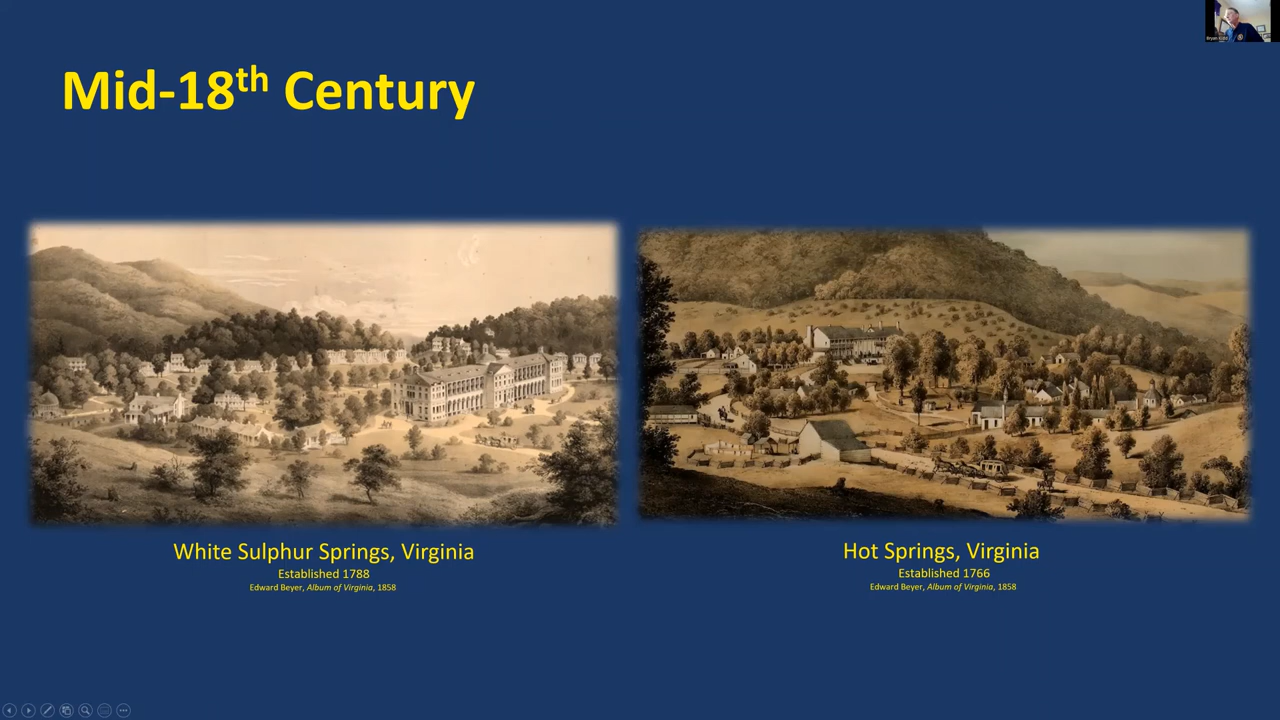 Mid-18th Century
White Sulphur Springs, Virginia
Established 1788
Edward Beyer, Album of Virginia, 1858
Hot Springs, Virginia
Established 1766
Edward Beyer, Album of Virginia, 1858